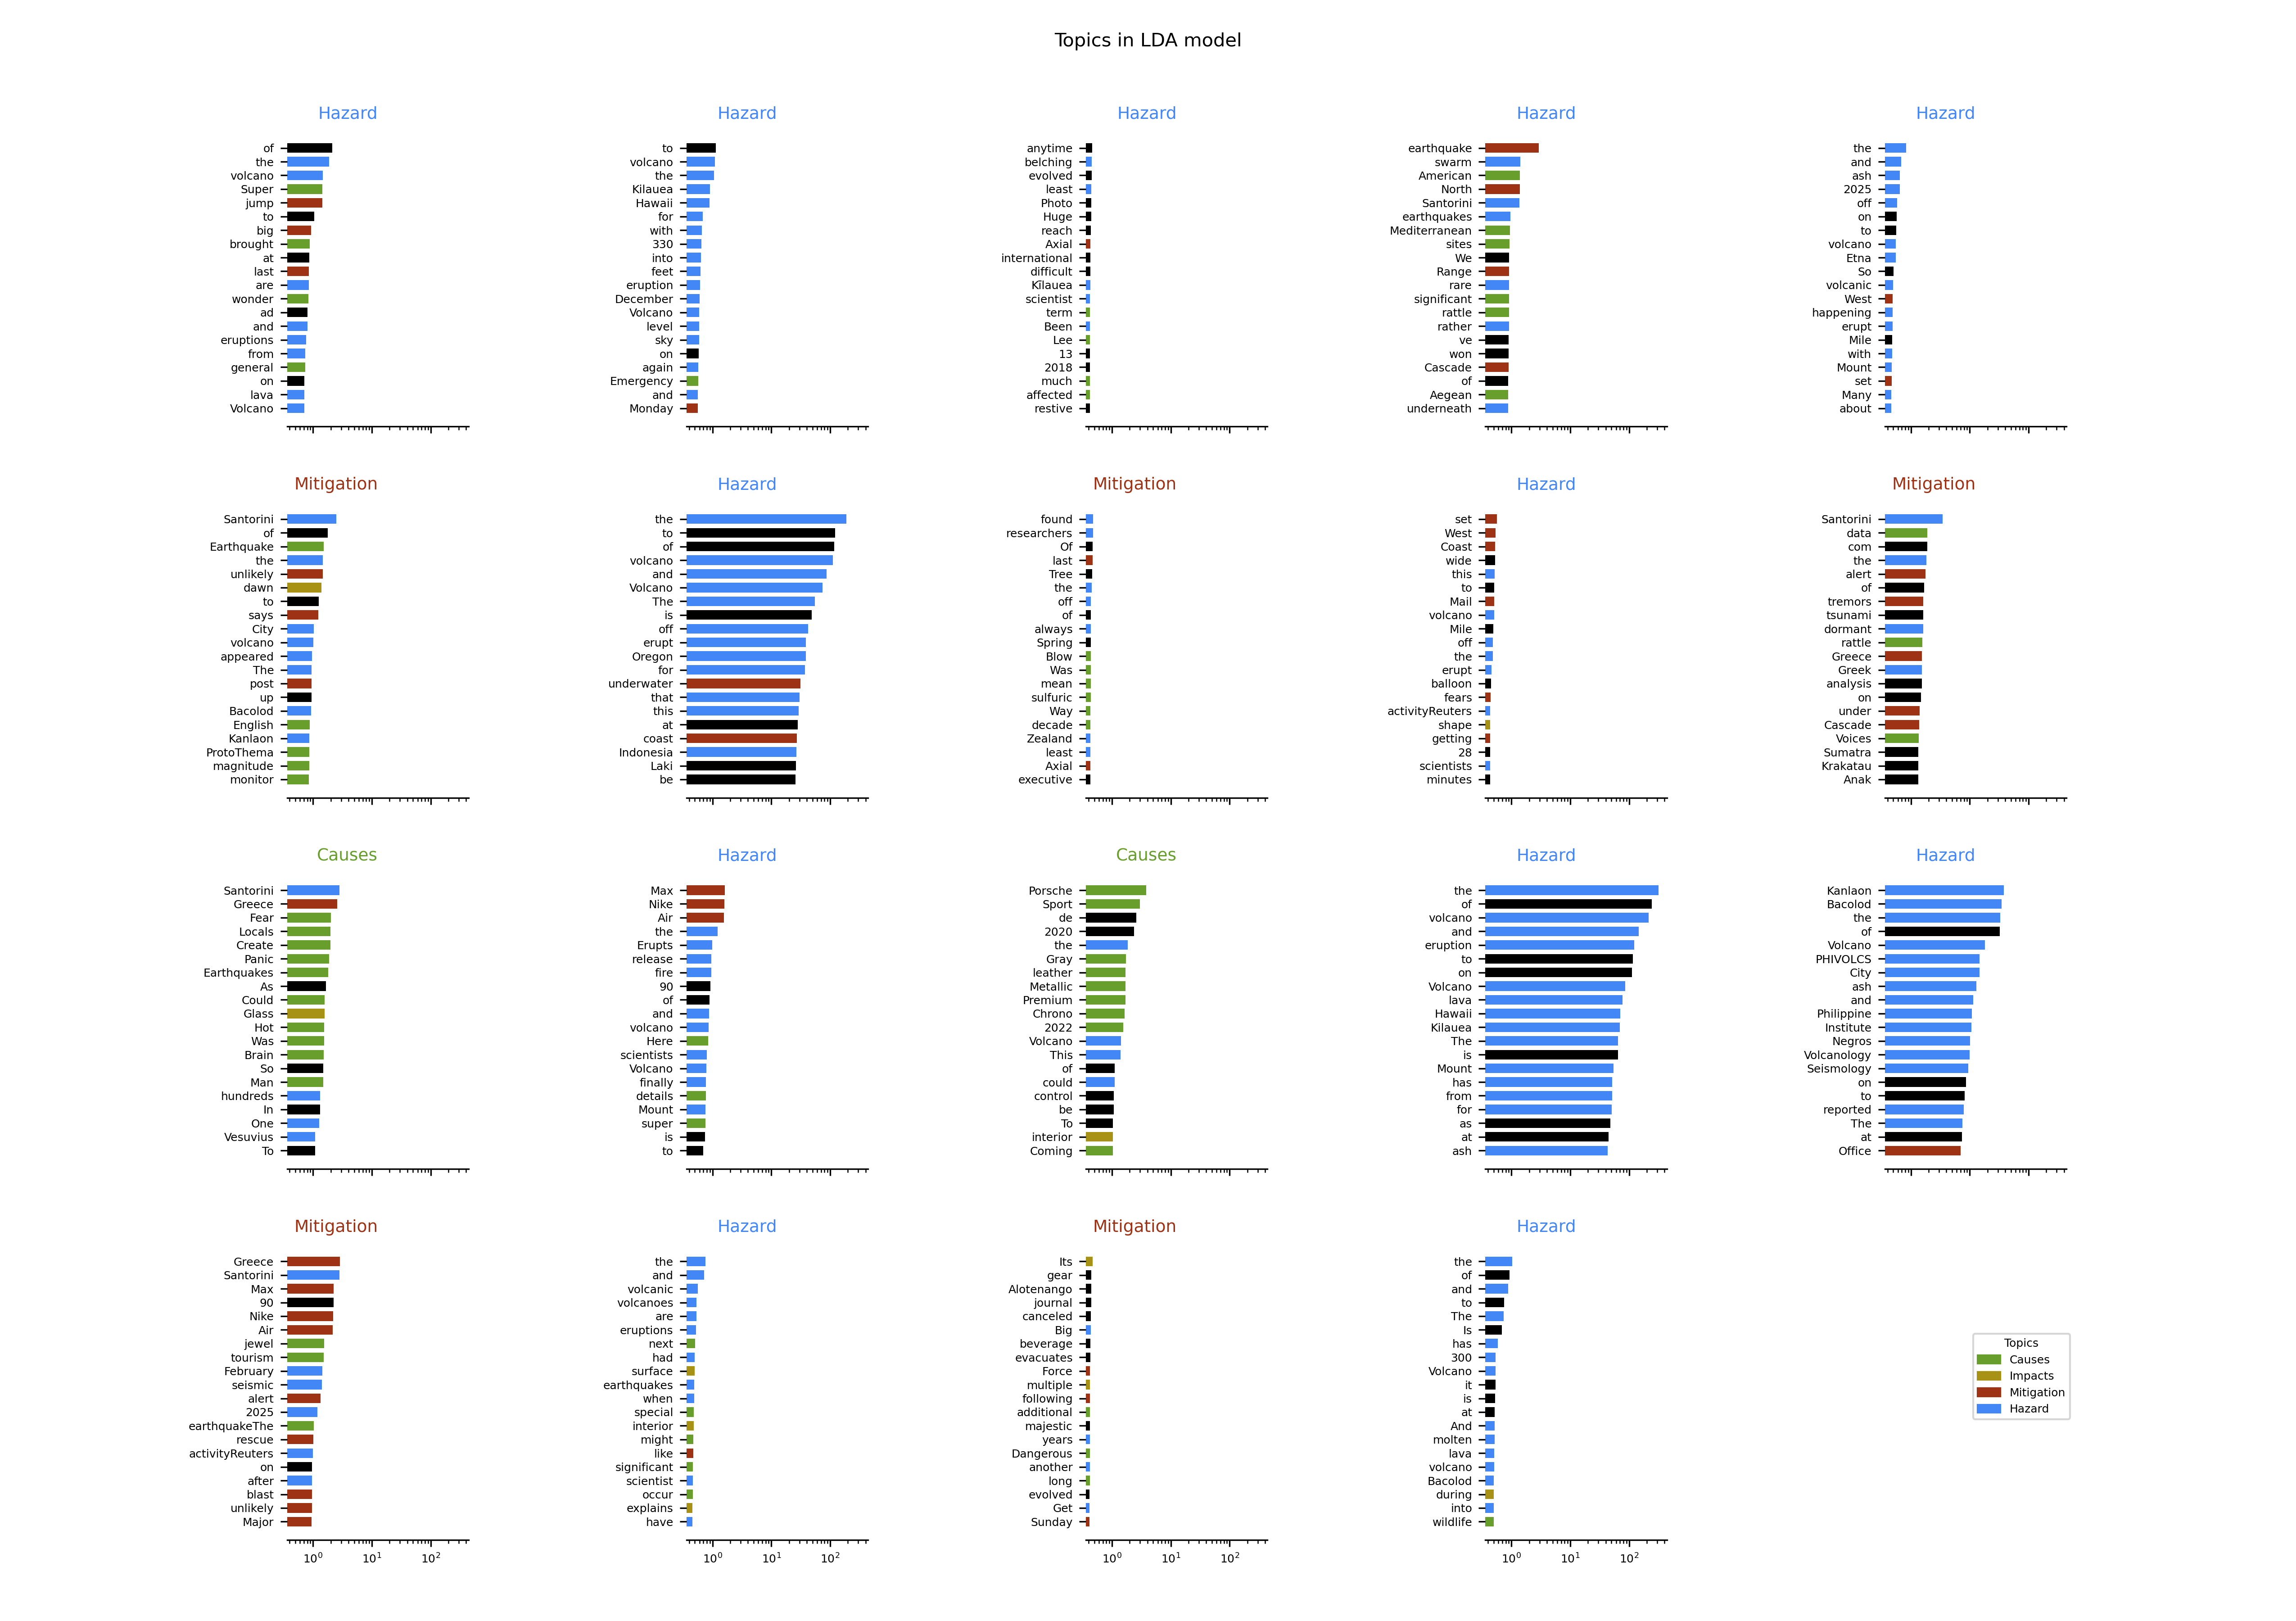 Topics in LDA model
Hazard
of
the
volcano
Super
jump
to
big
brought
at
last
are
wonder
ad
and
eruptions
from
general
on
lava
Volcano
Hazard
to
volcano
the
Kilauea
Hawaii
for
with
330
into
feet
eruption
December
Volcano
level
sky
on
again
Emergency
and
Monday
Hazard
anytime
belching
evolved
least
Photo
Huge
reach
Axial
international
difficult
Kīlauea
scientist
term
Been
Lee
13
2018
much
affected
restive
Hazard
earthquake
swarm
American
North
Santorini
earthquakes
Mediterranean
sites
We
Range
rare
significant
rattle
rather
ve
won
Cascade
of
Aegean
underneath
Hazard
the
and
ash
2025
off
on
to
volcano
Etna
So
volcanic
West
happening
erupt
Mile
with
Mount
set
Many
about
Mitigation
Santorini
of
Earthquake
the
unlikely
dawn
to
says
City
volcano
appeared
The
post
up
Bacolod
English
Kanlaon
ProtoThema
magnitude
monitor
Hazard
the
to
of
volcano
and
Volcano
The
is
off
erupt
Oregon
for
underwater
that
this
at
coast
Indonesia
Laki
be
Mitigation
found
researchers
Of
last
Tree
the
off
of
always
Spring
Blow
Was
mean
sulfuric
Way
decade
Zealand
least
Axial
executive
Hazard
set
West
Coast
wide
this
to
Mail
volcano
Mile
off
the
erupt
balloon
fears
activityReuters
shape
getting
28
scientists
minutes
Mitigation
Santorini
data
com
the
alert
of
tremors
tsunami
dormant
rattle
Greece
Greek
analysis
on
under
Cascade
Voices
Sumatra
Krakatau
Anak
Causes
Santorini
Greece
Fear
Locals
Create
Panic
Earthquakes
As
Could
Glass
Hot
Was
Brain
So
Man
hundreds
In
One
Vesuvius
To
Hazard
Max
Nike
Air
the
Erupts
release
fire
90
of
and
volcano
Here
scientists
Volcano
finally
details
Mount
super
is
to
Causes
Porsche
Sport
de
2020
the
Gray
leather
Metallic
Premium
Chrono
2022
Volcano
This
of
could
control
be
To
interior
Coming
Hazard
the
of
volcano
and
eruption
to
on
Volcano
lava
Hawaii
Kilauea
The
is
Mount
has
from
for
as
at
ash
Hazard
Kanlaon
Bacolod
the
of
Volcano
PHIVOLCS
City
ash
and
Philippine
Institute
Negros
Volcanology
Seismology
on
to
reported
The
at
Office
Mitigation
Greece
Santorini
Max
90
Nike
Air
jewel
tourism
February
seismic
alert
2025
earthquakeThe
rescue
activityReuters
on
after
blast
unlikely
Major
10⁰ 10¹ 10²
Hazard
the
and
volcanic
volcanoes
are
eruptions
next
had
surface
earthquakes
when
special
interior
might
like
significant
scientist
occur
explains
have
10⁰ 10¹ 10²
Mitigation
Its
gear
Alotenango
journal
canceled
Big
beverage
evacuates
Force
multiple
following
additional
majestic
years
Dangerous
another
long
evolved
Get
Sunday
10⁰ 10¹ 10²
Hazard
the
of
and
to
The
Is
has
300
Volcano
it
is
at
And
molten
lava
volcano
Bacolod
during
into
wildlife
10⁰ 10¹ 10²
Topics
Causes
Impacts
Mitigation
Hazard